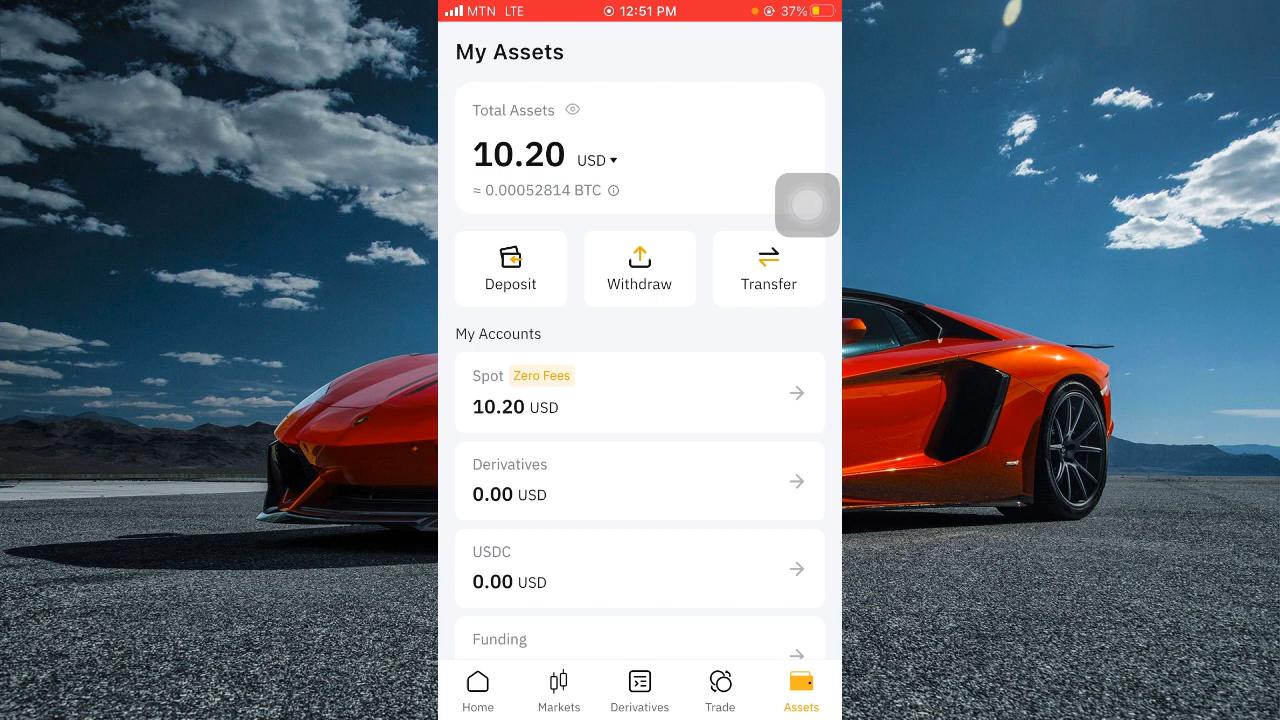 MTN LTE 12:51 PM 37%
My Assets
Total Assets
10.20 USD
≈ 0.00052814 BTC
Deposit Withdraw Transfer
My Accounts
Spot Zero Fees
10.20 USD
Derivatives
0.00 USD
USDC
0.00 USD
Funding
Home Markets Derivatives Trade Assets